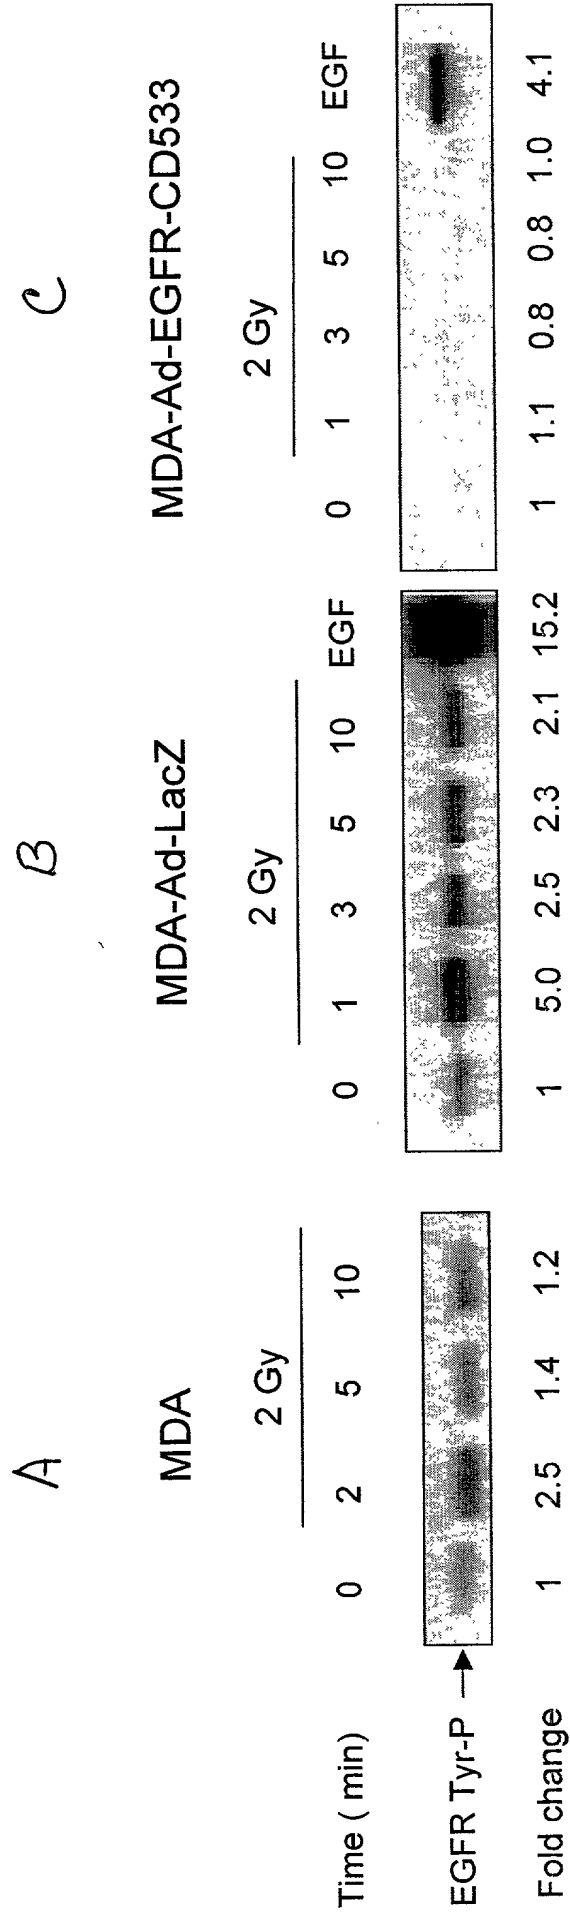 A B C
MDA MDA-Ad-LacZ MDA-Ad-EGFR-CD533
2 Gy 2 Gy 2 Gy
Time ( min) 0 2 5 10 0 1 3 5 10 EGF 0 1 3 5 10 EGF
EGFR Tyr-P
Fold change 1 2.5 1.4 1.2 1 5.0 2.5 2.3 2.1 15.2 1 1.1 0.8 0.8 1.0 4.1